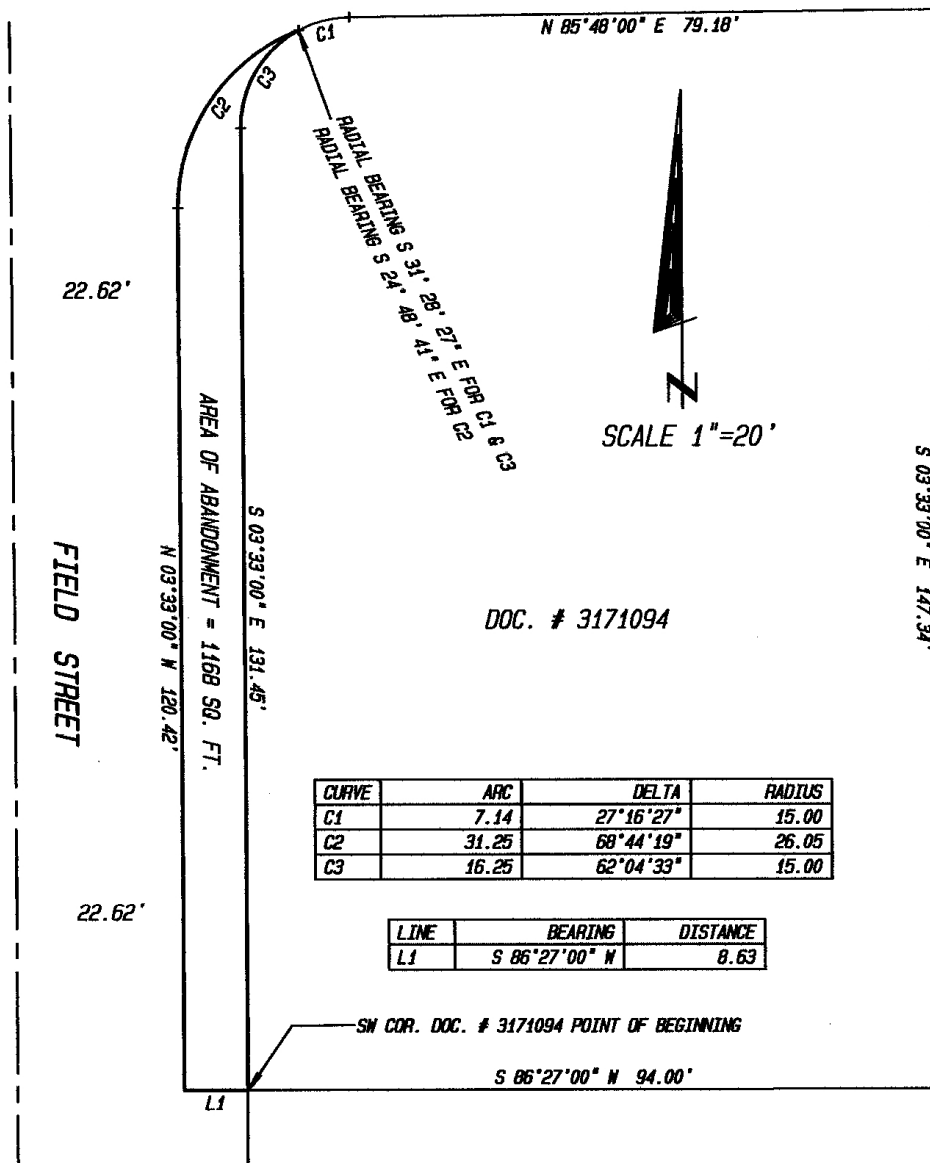 C1
N 85°48'00" E 79.18'
C2
C3
RADIAL BEARING S 31° 28' 27" E FOR C1 & C3
RADIAL BEARING S 24° 48' 41" E FOR C2
22.62'
N
SCALE 1"=20'
AREA OF ABANDONMENT = 1168 SQ. FT.
S 03°33'00" E 131.45'
N 03°33'00" W 120.42'
S 03°33'00" E 147.34'
FIELD STREET
DOC. # 3171094
CURVE ARC DELTA RADIUS
C1 7.14 27°16'27" 15.00
C2 31.25 68°44'19" 26.05
C3 16.25 62°04'33" 15.00
22.62'
LINE BEARING DISTANCE
L1 S 86°27'00" W 8.63
SW COR. DOC. # 3171094 POINT OF BEGINNING
S 86°27'00" W 94.00'
L1